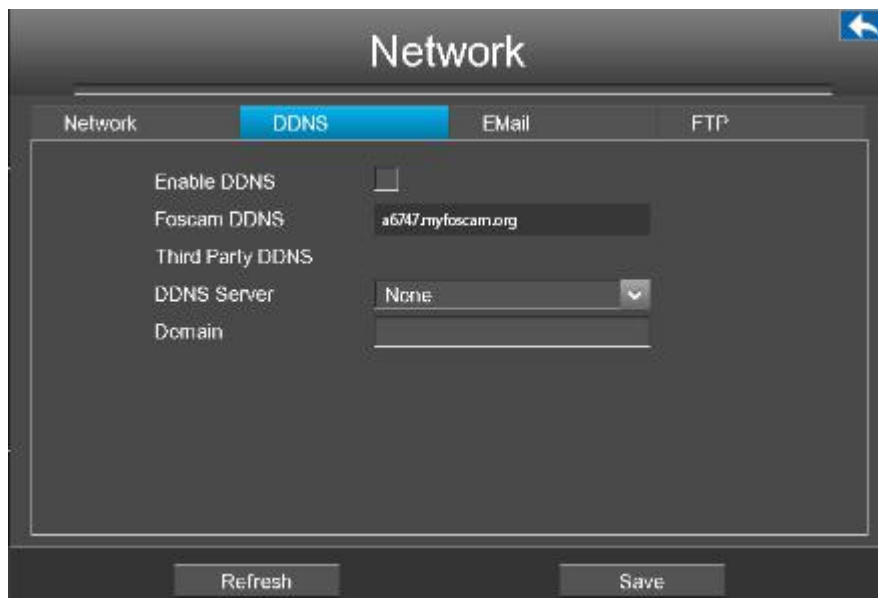 Network
Network DDNS EMail FTP
Enable DDNS
Foscam DDNS a6747.myfoscam.org
Third Party DDNS
DDNS Server None
Domain
Refresh Save